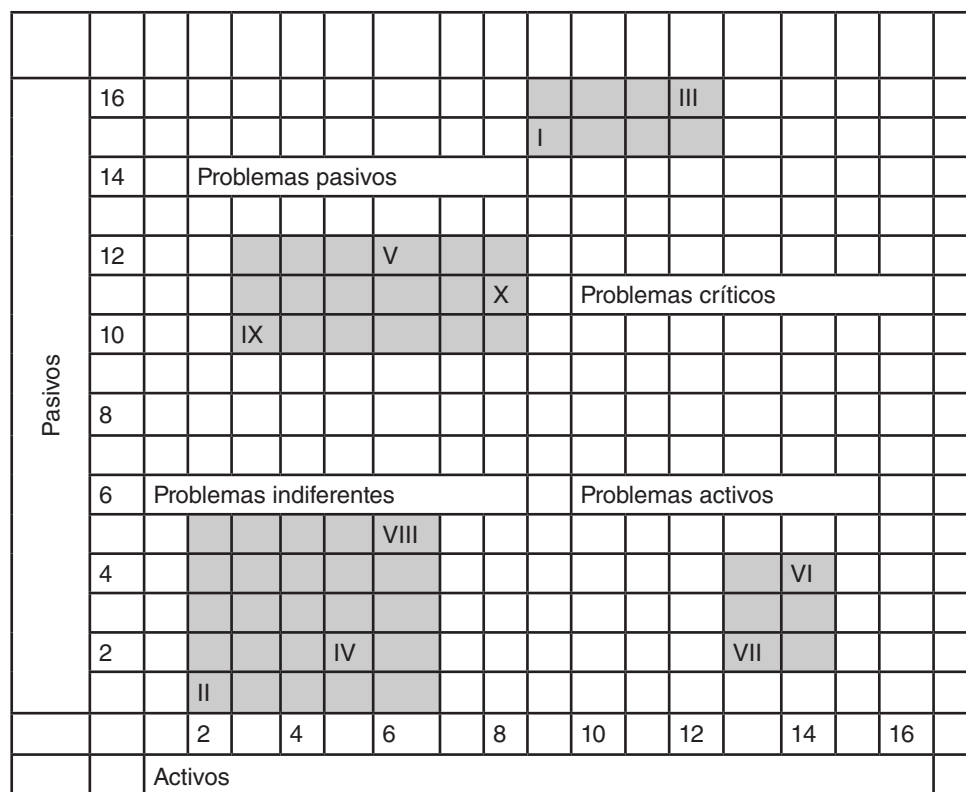 16 III
I
14 Problemas pasivos
12 V
X Problemas críticos
10 IX
Pasivos
8
6 Problemas indiferentes Problemas activos
VIII
4 VI
2 IV VII
II
2 4 6 8 10 12 14 16
Activos